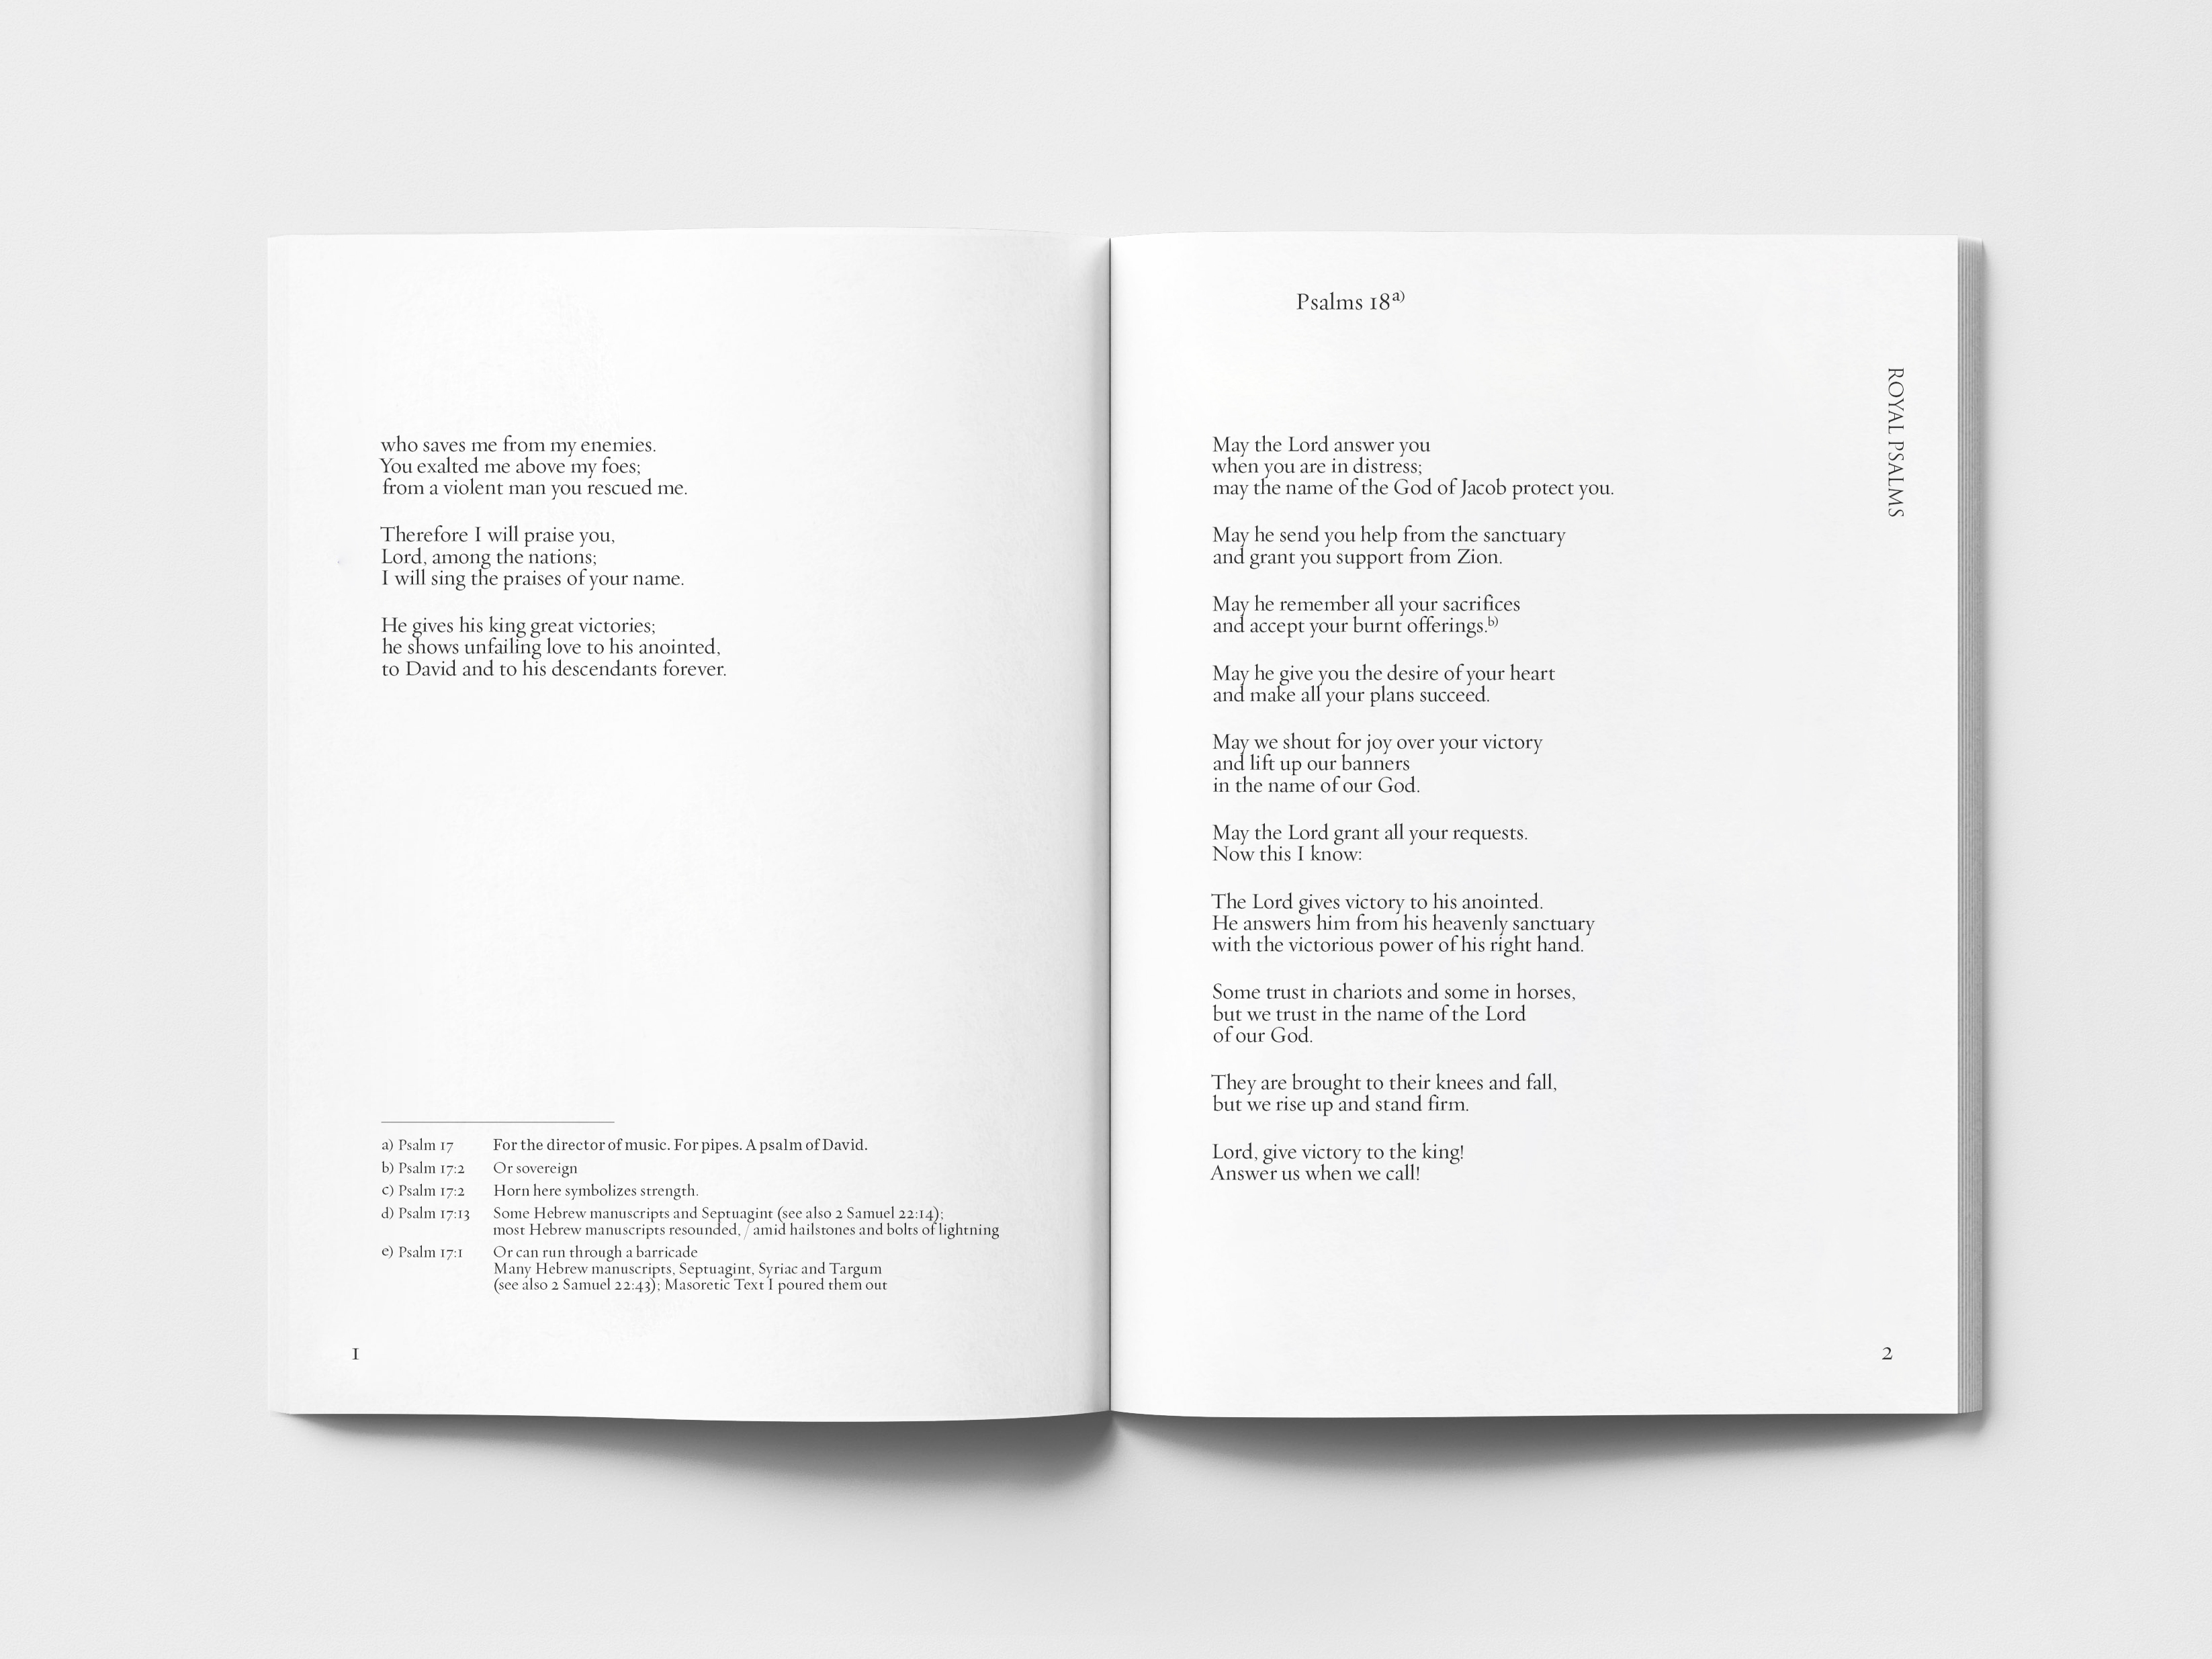 who saves me from my enemies.
You exalted me above my foes;
from a violent man you rescued me.
Therefore I will praise you,
Lord, among the nations;
I will sing the praises of your name.
He gives his king great victories;
he shows unfailing love to his anointed,
to David and to his descendants forever.
a) Psalm 17 For the director of music. For pipes. A psalm of David.
b) Psalm 17:2 Or sovereign
c) Psalm 17:2 Horn here symbolizes strength.
d) Psalm 17:13 Some Hebrew manuscripts and Septuagint (see also 2 Samuel 22:14);
most Hebrew manuscripts resounded, / amid hailstones and bolts of lightning
e) Psalm 17:1 Or can run through a barricade
Many Hebrew manuscripts, Septuagint, Syriac and Targum
(see also 2 Samuel 22:43); Masoretic Text I poured them out
1
Psalms 18a)
ROYAL PSALMS
May the Lord answer you
when you are in distress;
may the name of the God of Jacob protect you.
May he send you help from the sanctuary
and grant you support from Zion.
May he remember all your sacrifices
and accept your burnt offerings.b)
May he give you the desire of your heart
and make all your plans succeed.
May we shout for joy over your victory
and lift up our banners
in the name of our God.
May the Lord grant all your requests.
Now this I know:
The Lord gives victory to his anointed.
He answers him from his heavenly sanctuary
with the victorious power of his right hand.
Some trust in chariots and some in horses,
but we trust in the name of the Lord
of our God.
They are brought to their knees and fall,
but we rise up and stand firm.
Lord, give victory to the king!
Answer us when we call!
2